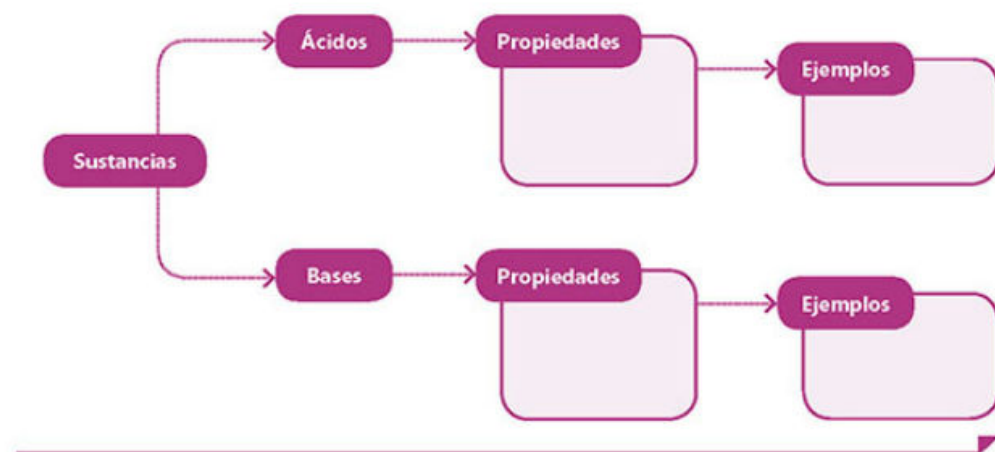 Sustancias
Ácidos
Propiedades
Ejemplos
Bases
Propiedades
Ejemplos